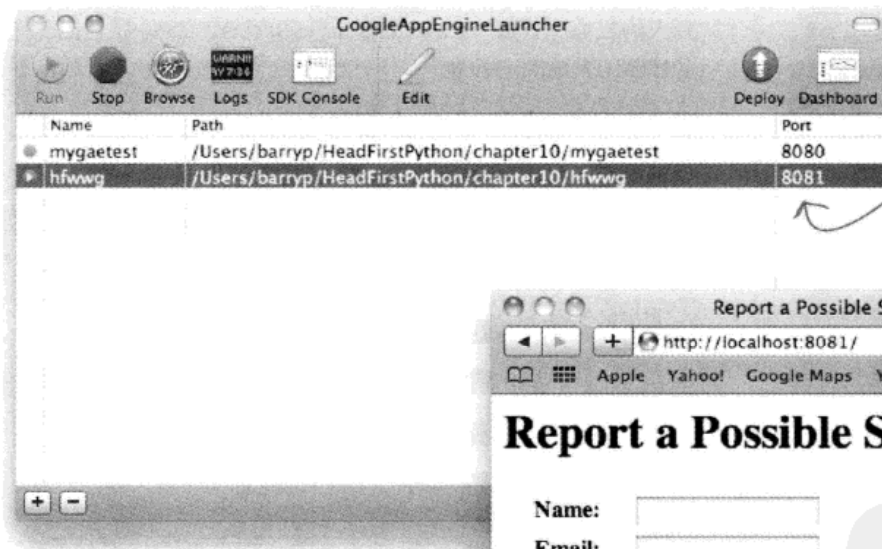 GoogleAppEngineLauncher
Run Stop Browse Logs SDK Console Edit Deploy Dashboard
Name Path Port
mygaetest /Users/barryp/HeadFirstPython/chapter10/mygaetest 8080
hfwwg /Users/barryp/HeadFirstPython/chapter10/hfwwg 8081
Report a Possible S
http://localhost:8081/
Apple Yahoo! Google Maps Y
Report a Possible S
Name:
Email: